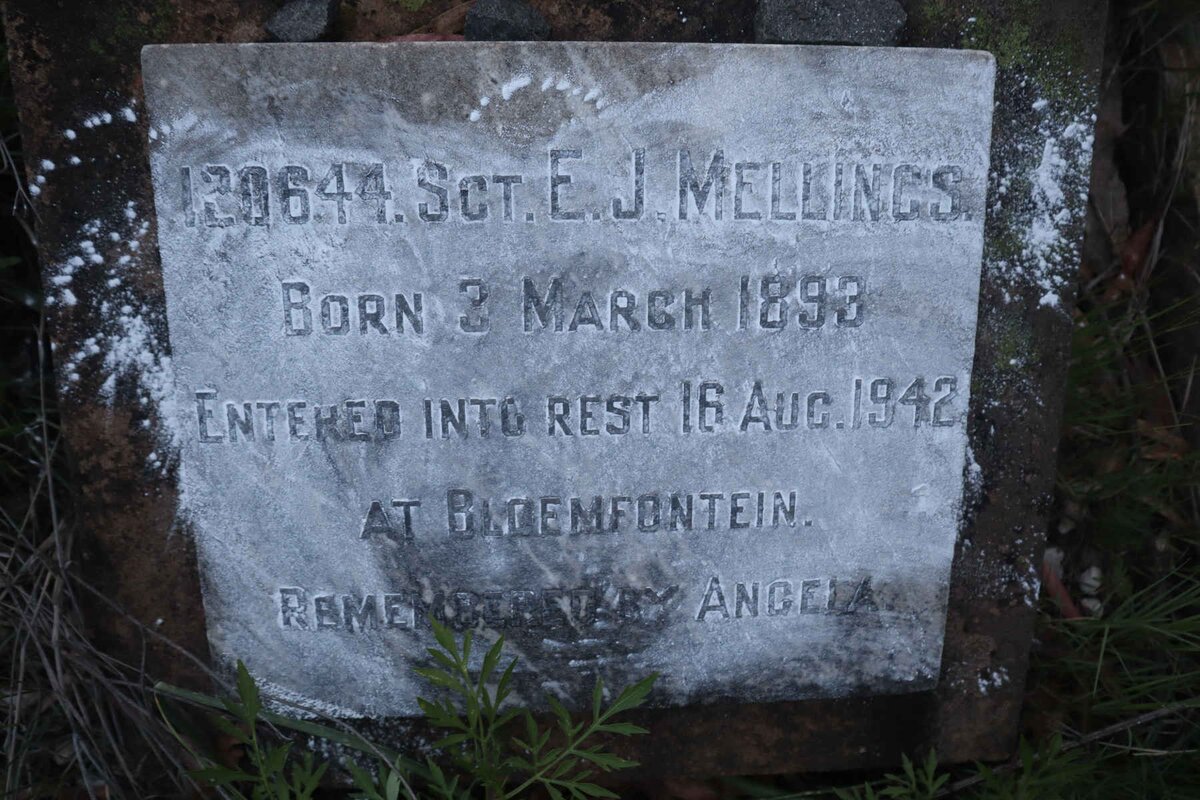 120644. SGT. E. J. MELLINGS.
BORN 3 MARCH 1893
ENTERED INTO REST 16 AUG. 1942
AT BLOEMFONTEIN.
REMEMBERED BY ANGELA